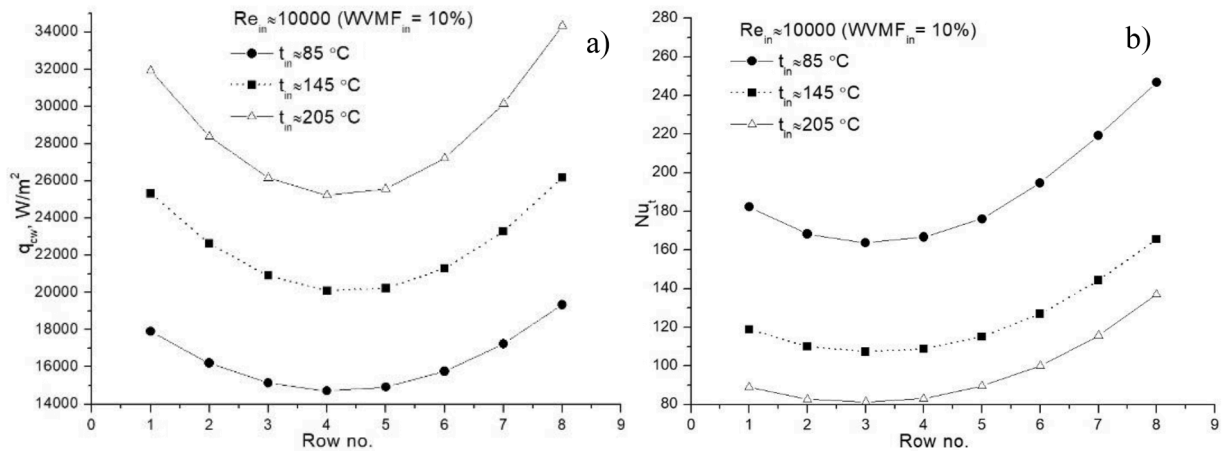 Re_in≈10000 (WVMF_in= 10%)
a)
t_in≈85 °C
t_in≈145 °C
t_in≈205 °C
34000
32000
30000
28000
26000
24000
22000
20000
18000
16000
14000
q_cw, W/m²
0 1 2 3 4 5 6 7 8 9
Row no.
Re_in≈10000 (WVMF_in= 10%)
b)
t_in≈85 °C
t_in≈145 °C
t_in≈205 °C
280
260
240
220
200
180
160
140
120
100
80
Nu_t
0 1 2 3 4 5 6 7 8 9
Row no.